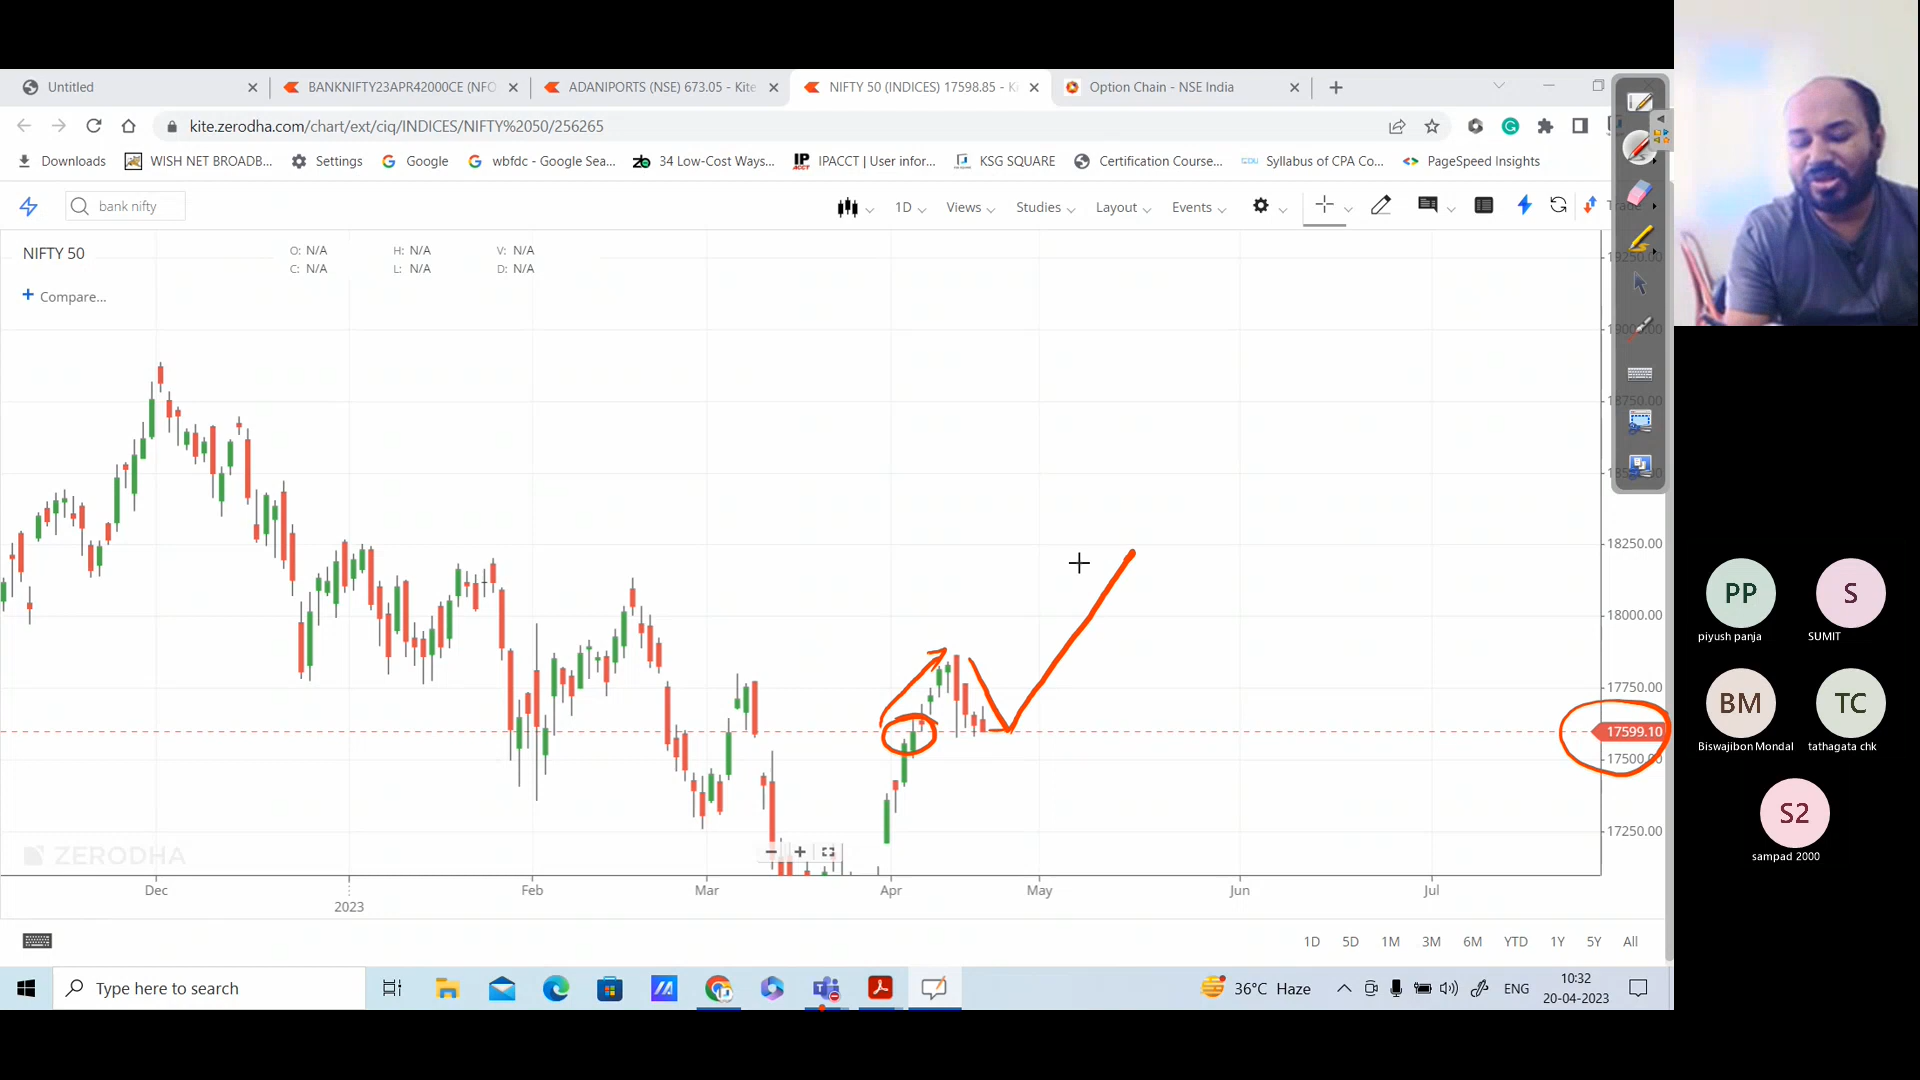 Untitled
BANKNIFTY23APR42000CE (NFO
ADANIPORTS (NSE) 673.05 - Kite
NIFTY 50 (INDICES) 17598.85 - Ki
Option Chain - NSE India
kite.zerodha.com/chart/ext/ciq/INDICES/NIFTY%2050/256265
Downloads
WISH NET BROADB...
Settings
Google
wbfdc - Google Sea...
34 Low-Cost Ways...
IPACCT | User infor...
KSG SQUARE
Certification Course...
Syllabus of CPA Co...
PageSpeed Insights
bank nifty
1D
Views
Studies
Layout
Events
NIFTY 50
O: N/A
H: N/A
V: N/A
C: N/A
L: N/A
D: N/A
Compare...
19250.00
18750.00
18250.00
18000.00
17750.00
17599.10
17500.00
17250.00
ZERODHA
Dec
Feb
Mar
Apr
May
Jun
Jul
2023
1D
5D
1M
3M
6M
YTD
1Y
5Y
All
Type here to search
36°C Haze
ENG
10:32
20-04-2023
PP
piyush panja
S
SUMIT
BM
Biswajibon Mondal
TC
tathagata chk
S2
sampad 2000